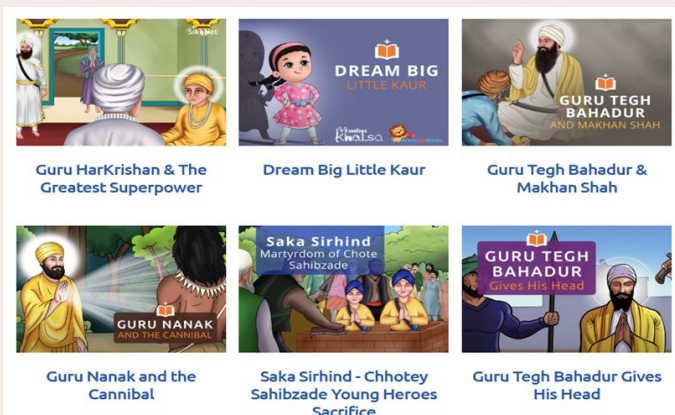 SikhNet
DREAM BIG
LITTLE KAUR
Khalsa
GURU TEGH
BAHADUR
AND MAKHAN SHAH
Guru HarKrishan & The
Greatest Superpower
Dream Big Little Kaur
Guru Tegh Bahadur &
Makhan Shah
GURU NANAK
AND THE CANNIBAL
Saka Sirhind
Martyrdom of Chote
Sahibzade
GURU TEGH
BAHADUR
Gives His Head
Guru Nanak and the
Cannibal
Saka Sirhind - Chhotey
Sahibzade Young Heroes
Sacrifice
Guru Tegh Bahadur Gives
His Head